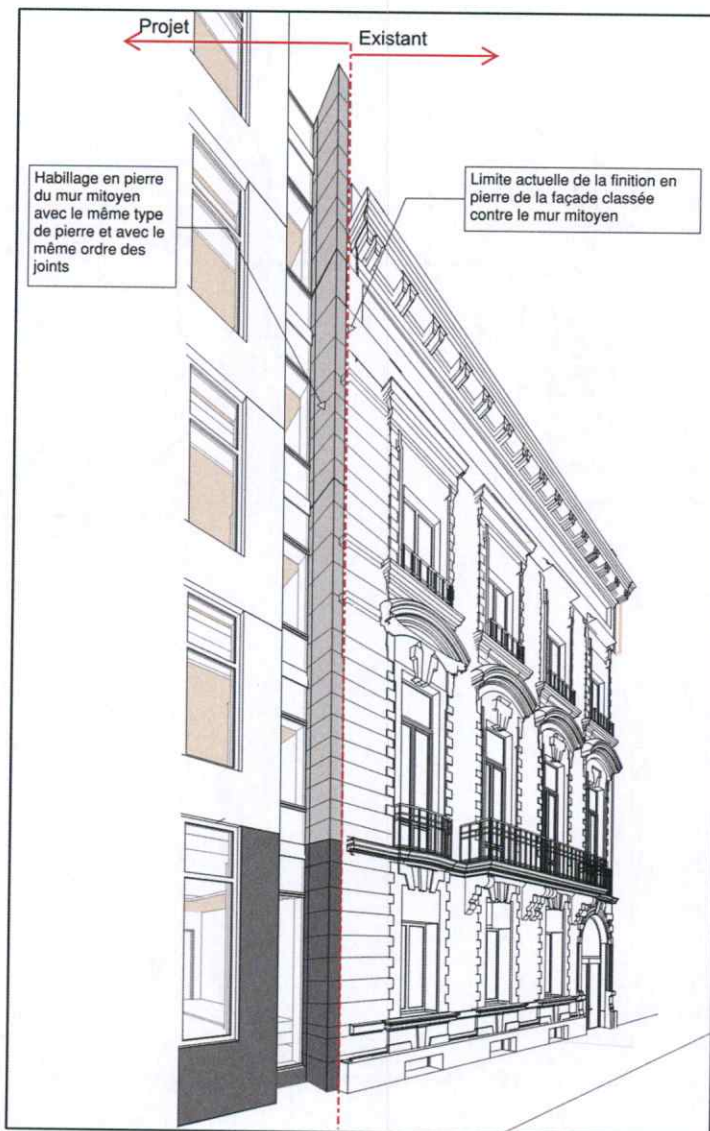 Projet
Existant
Habillage en pierre
du mur mitoyen
avec le même type
de pierre et avec le
même ordre des
joints
Limite actuelle de la finition en
pierre de la façade classée
contre le mur mitoyen